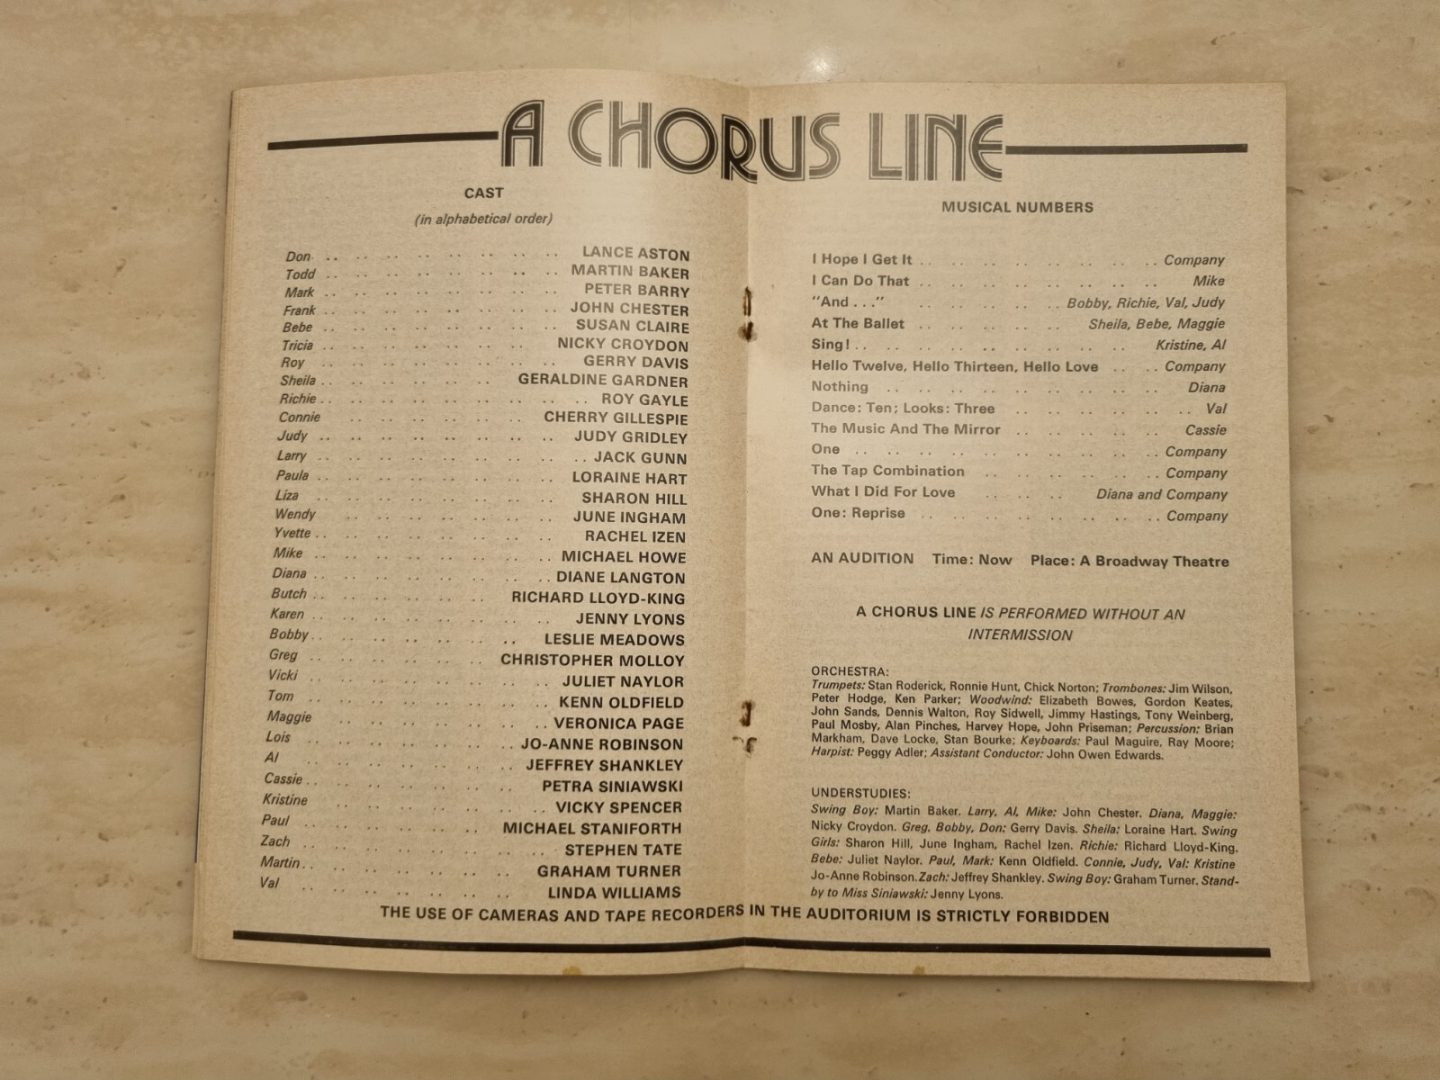 A CHORUS LINE
CAST
(in alphabetical order)
Don .. .. .. .. .. .. .. .. LANCE ASTON
Todd .. .. .. .. .. .. .. .. MARTIN BAKER
Mark .. .. .. .. .. .. .. .. PETER BARRY
Frank .. .. .. .. .. .. .. .. JOHN CHESTER
Bebe .. .. .. .. .. .. .. .. SUSAN CLAIRE
Tricia .. .. .. .. .. .. .. NICKY CROYDON
Roy .. .. .. .. .. .. .. .. GERRY DAVIS
Sheila .. .. .. .. .. .. GERALDINE GARDNER
Richie .. .. .. .. .. .. .. .. .. ROY GAYLE
Connie .. .. .. .. .. .. CHERRY GILLESPIE
Judy .. .. .. .. .. .. .. .. JUDY GRIDLEY
Larry .. .. .. .. .. .. .. .. .. JACK GUNN
Paula .. .. .. .. .. .. .. .. LORAINE HART
Liza .. .. .. .. .. .. .. .. SHARON HILL
Wendy .. .. .. .. .. .. .. JUNE INGHAM
Yvette .. .. .. .. .. .. .. .. RACHEL IZEN
Mike .. .. .. .. .. .. .. .. MICHAEL HOWE
Diana .. .. .. .. .. .. .. .. DIANE LANGTON
Butch .. .. .. .. .. .. RICHARD LLOYD-KING
Karen .. .. .. .. .. .. .. .. JENNY LYONS
Bobby .. .. .. .. .. .. .. LESLIE MEADOWS
Greg .. .. .. .. .. .. CHRISTOPHER MOLLOY
Vicki .. .. .. .. .. .. .. .. JULIET NAYLOR
Tom .. .. .. .. .. .. .. .. KENN OLDFIELD
Maggie .. .. .. .. .. .. .. VERONICA PAGE
Lois .. .. .. .. .. .. .. JO-ANNE ROBINSON
Al .. .. .. .. .. .. .. JEFFREY SHANKLEY
Cassie .. .. .. .. .. .. .. PETRA SINIAWSKI
Kristine .. .. .. .. .. .. .. VICKY SPENCER
Paul .. .. .. .. .. .. MICHAEL STANIFORTH
Zach .. .. .. .. .. .. .. .. STEPHEN TATE
Martin .. .. .. .. .. .. .. GRAHAM TURNER
Val .. .. .. .. .. .. .. LINDA WILLIAMS
MUSICAL NUMBERS
I Hope I Get It .. .. .. .. .. .. .. .. Company
I Can Do That .. .. .. .. .. .. .. .. Mike
"And . . ." .. .. .. .. .. Bobby, Richie, Val, Judy
At The Ballet .. .. .. .. .. Sheila, Bebe, Maggie
Sing! .. .. .. .. .. .. .. .. .. Kristine, Al
Hello Twelve, Hello Thirteen, Hello Love .. .. Company
Nothing .. .. .. .. .. .. .. .. .. Diana
Dance: Ten; Looks: Three .. .. .. .. .. .. Val
The Music And The Mirror .. .. .. .. .. Cassie
One .. .. .. .. .. .. .. .. .. .. Company
The Tap Combination .. .. .. .. .. .. Company
What I Did For Love .. .. .. Diana and Company
One: Reprise .. .. .. .. .. .. .. .. Company
AN AUDITION Time: Now Place: A Broadway Theatre
A CHORUS LINE IS PERFORMED WITHOUT AN
INTERMISSION
ORCHESTRA:
Trumpets: Stan Roderick, Ronnie Hunt, Chick Norton; Trombones: Jim Wilson,
Peter Hodge, Ken Parker; Woodwind: Elizabeth Bowes, Gordon Keates,
John Sands, Dennis Walton, Roy Sidwell, Jimmy Hastings, Tony Weinberg,
Paul Mosby, Alan Pinches, Harvey Hope, John Priseman; Percussion: Brian
Markham, Dave Locke, Stan Bourke; Keyboards: Paul Maguire, Ray Moore;
Harpist: Peggy Adler; Assistant Conductor: John Owen Edwards.
UNDERSTUDIES:
Swing Boy: Martin Baker. Larry, Al, Mike: John Chester. Diana, Maggie:
Nicky Croydon. Greg, Bobby, Don: Gerry Davis. Sheila: Loraine Hart. Swing
Girls: Sharon Hill, June Ingham, Rachel Izen. Richie: Richard Lloyd-King.
Bebe: Juliet Naylor. Paul, Mark: Kenn Oldfield. Connie, Judy, Val: Kristine
Jo-Anne Robinson. Zach: Jeffrey Shankley. Swing Boy: Graham Turner. Stand-
by to Miss Siniawski: Jenny Lyons.
THE USE OF CAMERAS AND TAPE RECORDERS IN THE AUDITORIUM IS STRICTLY FORBIDDEN